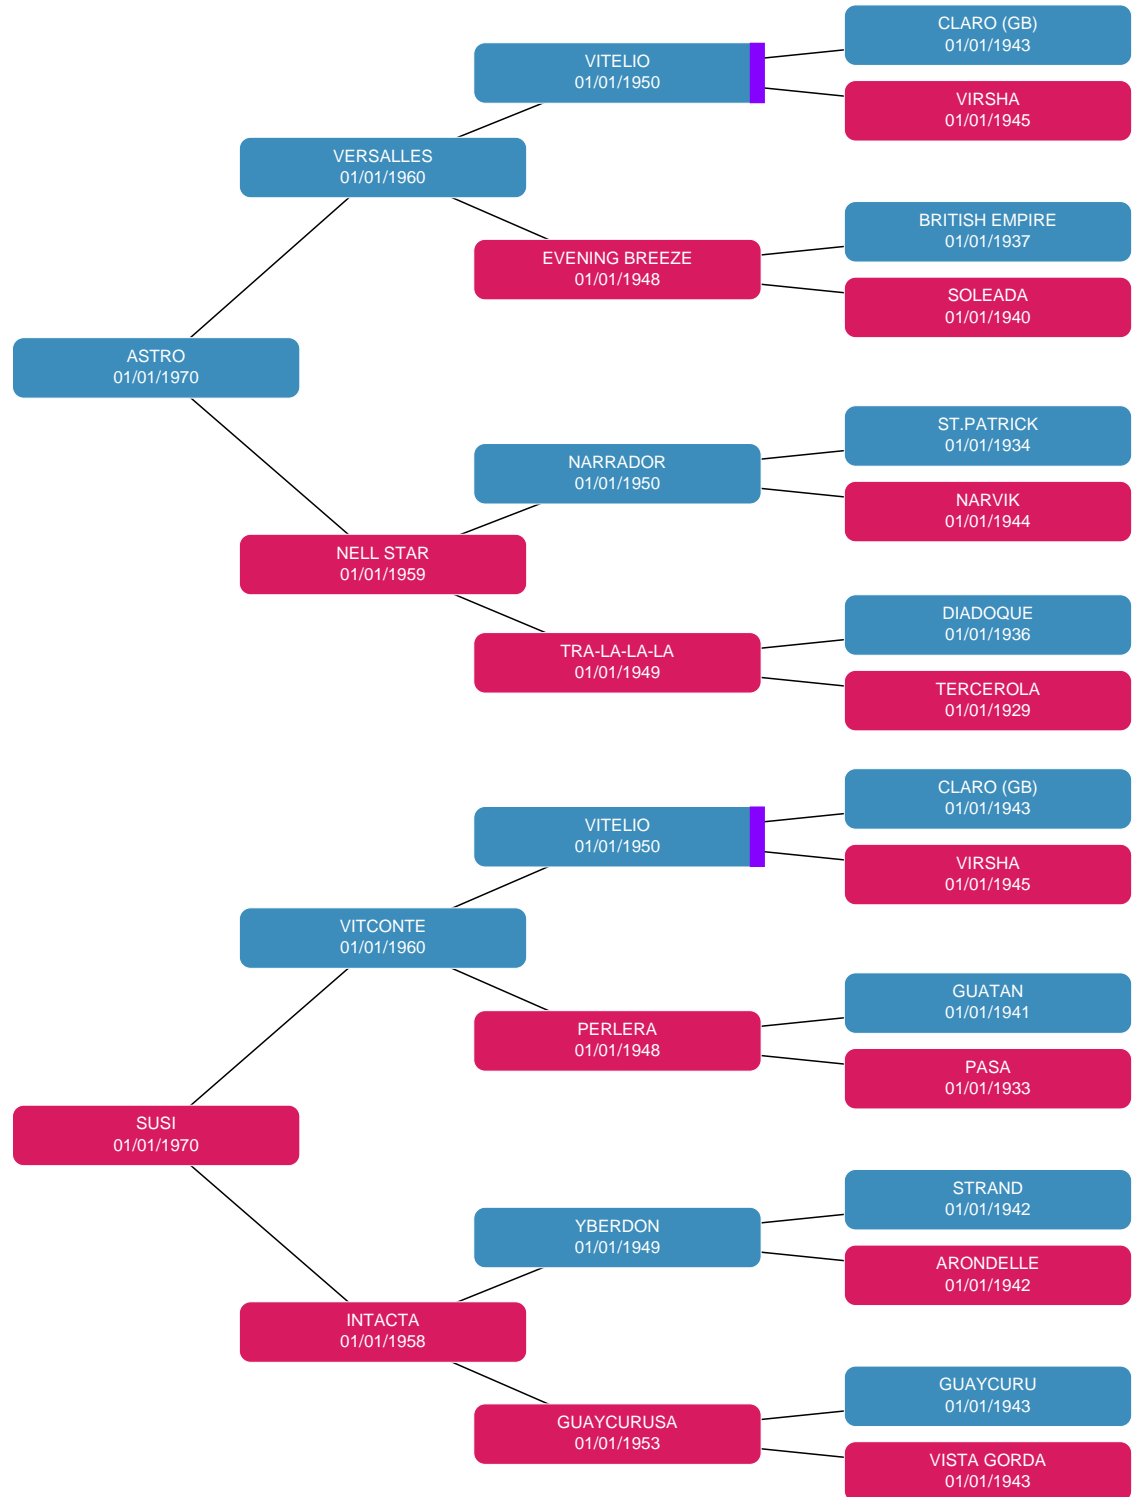 CLARO (GB)
01/01/1943
VITELIO
01/01/1950
VIRSHA
01/01/1945
VERSALLES
01/01/1960
BRITISH EMPIRE
01/01/1937
EVENING BREEZE
01/01/1948
SOLEADA
01/01/1940
ASTRO
01/01/1970
ST.PATRICK
01/01/1934
NARRADOR
01/01/1950
NARVIK
01/01/1944
NELL STAR
01/01/1959
DIADOQUE
01/01/1936
TRA-LA-LA-LA
01/01/1949
TERCEROLA
01/01/1929
CLARO (GB)
01/01/1943
VITELIO
01/01/1950
VIRSHA
01/01/1945
VITCONTE
01/01/1960
GUATAN
01/01/1941
PERLERA
01/01/1948
PASA
01/01/1933
SUSI
01/01/1970
STRAND
01/01/1942
YBERDON
01/01/1949
ARONDELLE
01/01/1942
INTACTA
01/01/1958
GUAYCURU
01/01/1943
GUAYCURUSA
01/01/1953
VISTA GORDA
01/01/1943